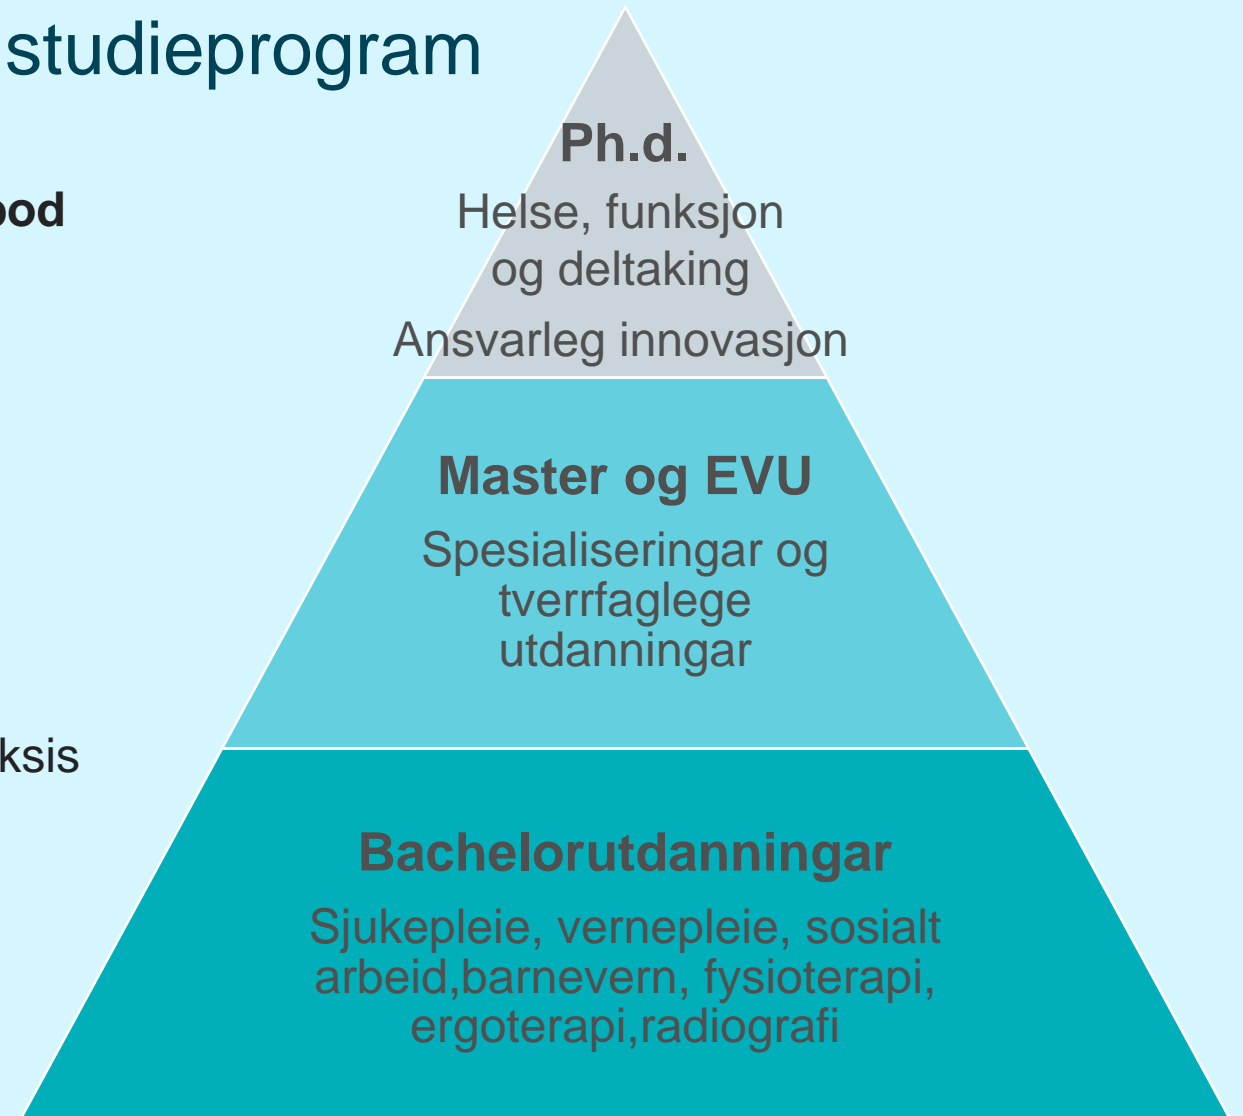 studieprogram
Ph.d.
Helse, funksjon
og deltaking
Ansvarleg innovasjon
Master og EVU
Spesialiseringar og
tverrfaglege
utdanningar
ksis
Bachelorutdanningar
Sjukepleie, vernepleie, sosialt
arbeid,barnevern, fysioterapi,
ergoterapi,radiografi